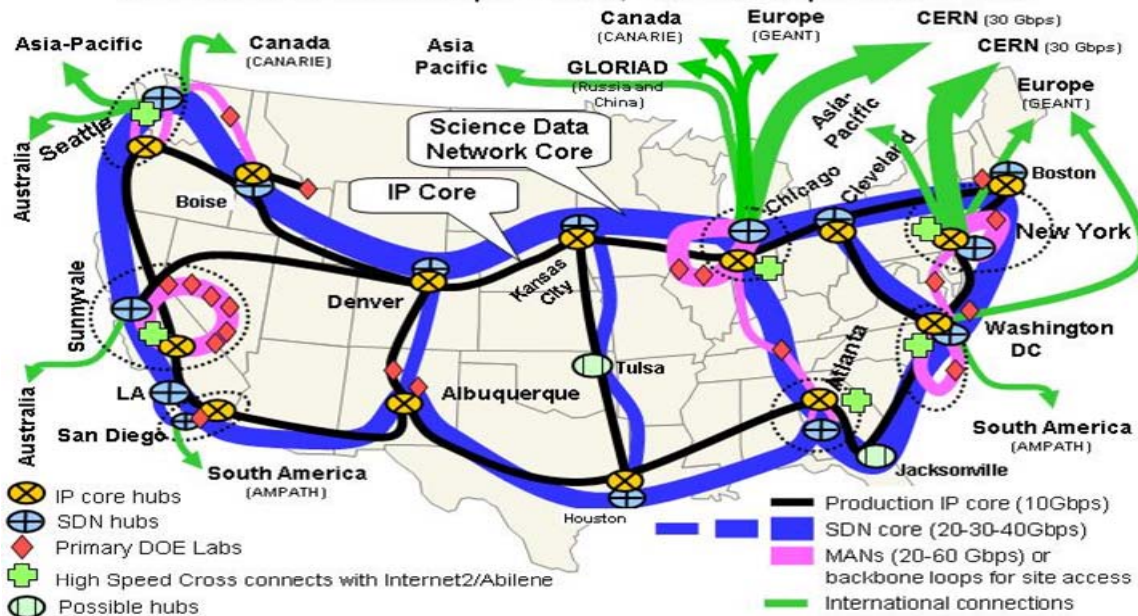 Asia-Pacific
Canada
(CANARIE)
Asia
Pacific
Canada
(CANARIE)
Europe
(GEANT)
CERN (30 Gbps)
CERN (30 Gbps)
GLORIAD
(Russia and
China)
Europe
(GEANT)
Asia-
Pacific
Science Data
Network Core
IP Core
Seattle
Australia
Boise
Chicago
Cleveland
Boston
New York
Sunnyvale
Denver
Kansas
City
Washington
DC
Tulsa
Atlanta
LA
Albuquerque
San Diego
Australia
South America
(AMPATH)
South America
(AMPATH)
Jacksonville
Houston
IP core hubs
SDN hubs
Primary DOE Labs
High Speed Cross connects with Internet2/Abilene
Possible hubs
Production IP core (10Gbps)
SDN core (20-30-40Gbps)
MANs (20-60 Gbps) or
backbone loops for site access
International connections